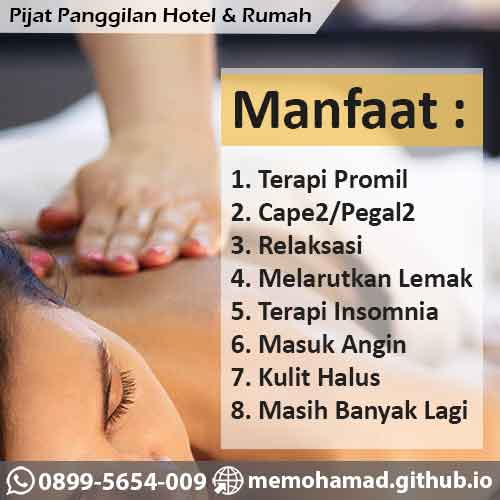 Pijat Panggilan Hotel & Rumah
Manfaat :
1. Terapi Promil
2. Cape2/Pegal2
3. Relaksasi
4. Melarutkan Lemak
5. Terapi Insomnia
6. Masuk Angin
7. Kulit Halus
8. Masih Banyak Lagi
0899-5654-009 memohamad.github.io